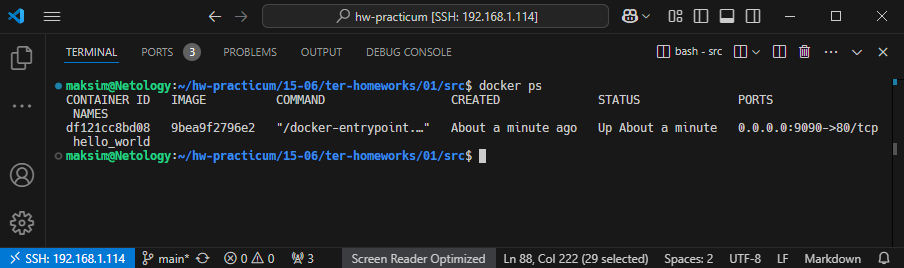 hw-practicum [SSH: 192.168.1.114]
TERMINAL PORTS 3 PROBLEMS OUTPUT DEBUG CONSOLE bash - src
maksim@Netology:~/hw-practicum/15-06/ter-homeworks/01/src$ docker ps
CONTAINER ID   IMAGE          COMMAND                  CREATED              STATUS              PORTS
 NAMES
df121cc8bd08   9bea9f2796e2   "/docker-entrypoint.…"   About a minute ago   Up About a minute   0.0.0.0:9090->80/tcp
 hello_world
maksim@Netology:~/hw-practicum/15-06/ter-homeworks/01/src$
SSH: 192.168.1.114 main* 0 0 3 Screen Reader Optimized Ln 88, Col 222 (29 selected) Spaces: 2 UTF-8 LF Markdown